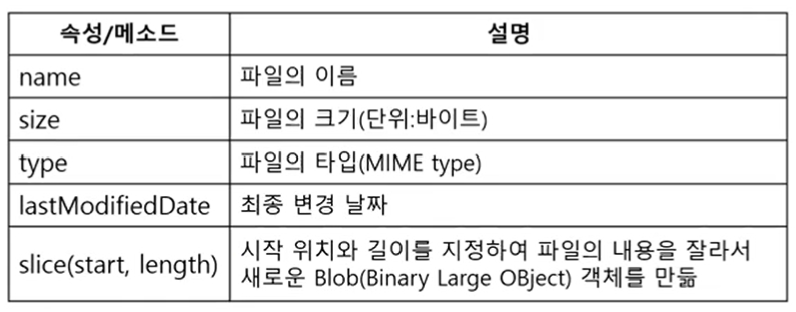 속성/메소드 설명
name 파일의 이름
size 파일의 크기(단위:바이트)
type 파일의 타입(MIME type)
lastModifiedDate 최종 변경 날짜
slice(start, length) 시작 위치와 길이를 지정하여 파일의 내용을 잘라서
새로운 Blob(Binary Large OBject) 객체를 만듦